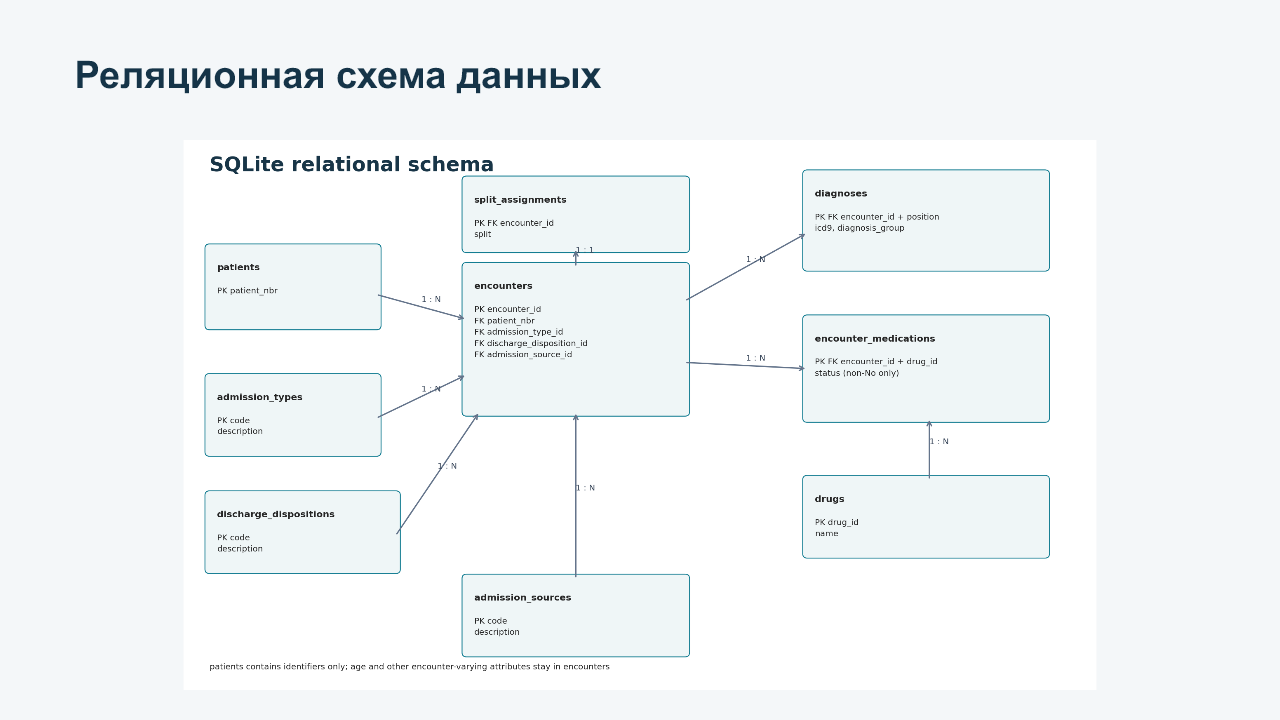 Реляционная схема данных
SQLite relational schema
split_assignments
PK FK encounter_id
split
1 : 1
diagnoses
PK FK encounter_id + position
icd9, diagnosis_group
patients
PK patient_nbr
1 : N
encounters
PK encounter_id
FK patient_nbr
FK admission_type_id
FK discharge_disposition_id
FK admission_source_id
1 : N
1 : N
encounter_medications
PK FK encounter_id + drug_id
status (non-No only)
admission_types
PK code
description
1 : N
1 : N
1 : N
1 : N
discharge_dispositions
PK code
description
drugs
PK drug_id
name
admission_sources
PK code
description
patients contains identifiers only; age and other encounter-varying attributes stay in encounters